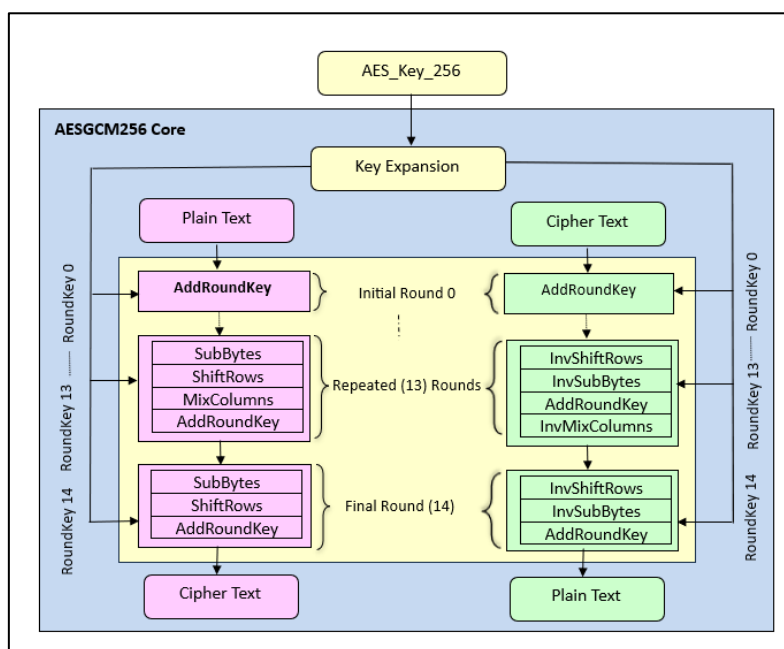 AES_Key_256
AESGCM256 Core
Key Expansion
Plain Text
Cipher Text
RoundKey 0
RoundKey 0
AddRoundKey
Initial Round 0
AddRoundKey
SubBytes
ShiftRows
MixColumns
AddRoundKey
Repeated (13) Rounds
InvShiftRows
InvSubBytes
AddRoundKey
InvMixColumns
RoundKey 13
RoundKey 13
SubBytes
ShiftRows
AddRoundKey
Final Round (14)
InvShiftRows
InvSubBytes
AddRoundKey
RoundKey 14
RoundKey 14
Cipher Text
Plain Text